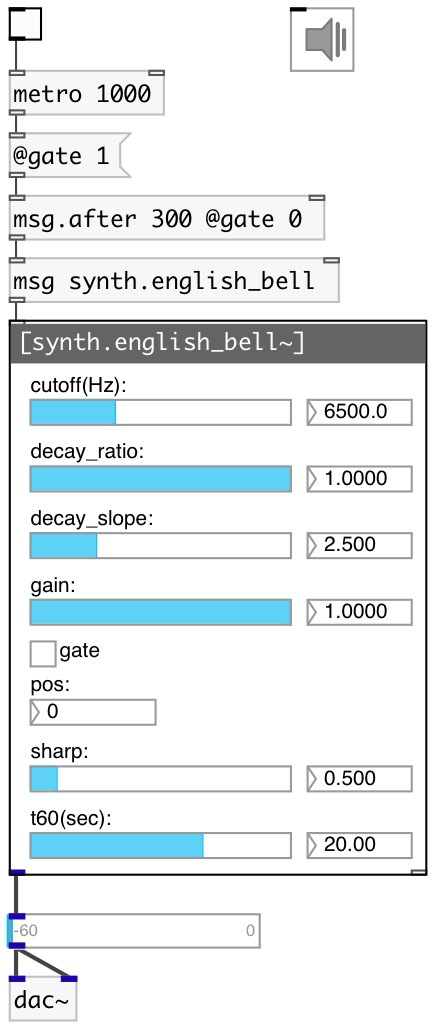 metro 1000
@gate 1
msg.after 300 @gate 0
msg synth.english_bell
[synth.english_bell~]
cutoff(Hz):
6500.0
decay_ratio:
1.0000
decay_slope:
2.500
gain:
1.0000
gate
pos:
0
sharp:
0.500
t60(sec):
20.00
-60 0
dac~